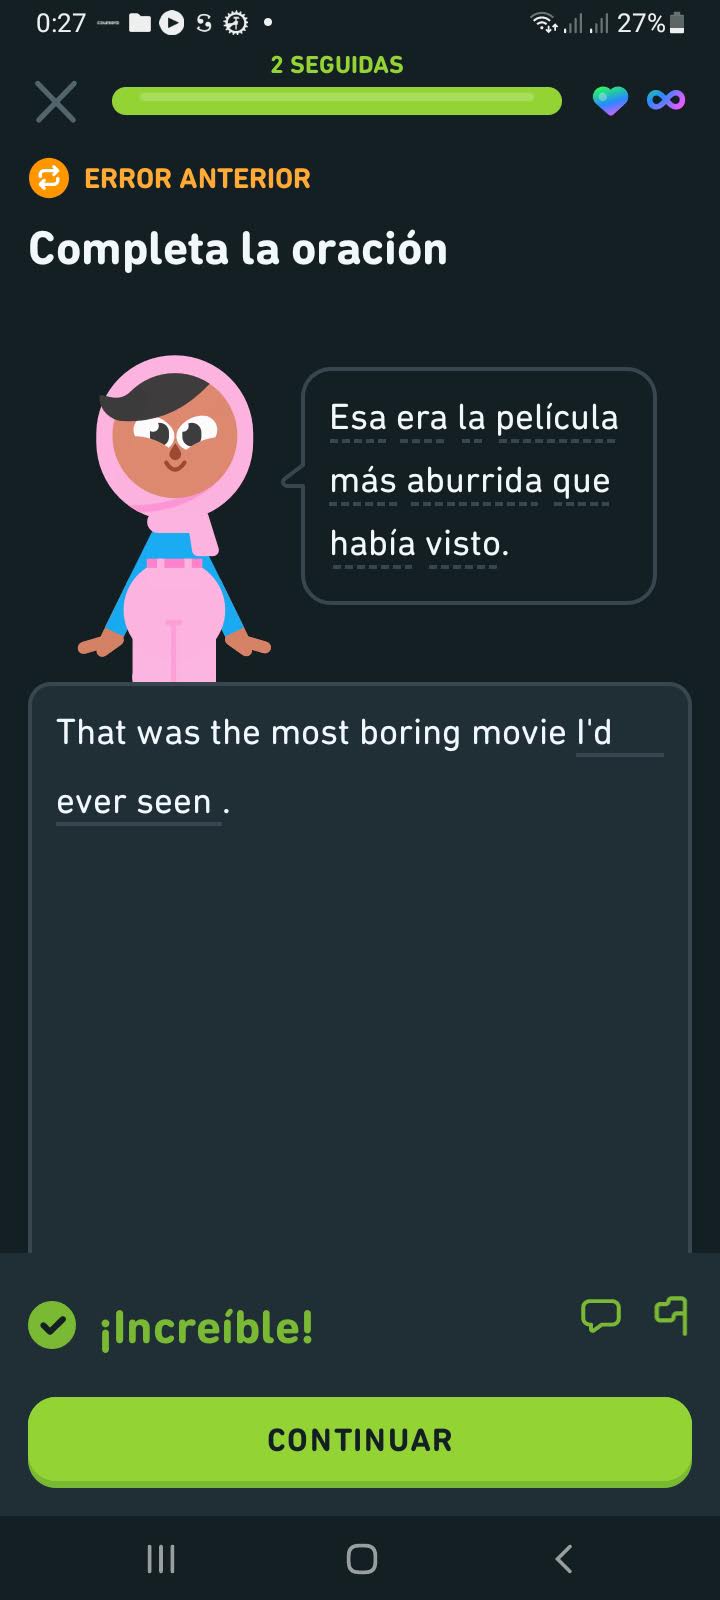 0:27
27%
2 SEGUIDAS
ERROR ANTERIOR
Completa la oración
Esa era la película
más aburrida que
había visto.
That was the most boring movie I'd
ever seen .
¡Increíble!
CONTINUAR